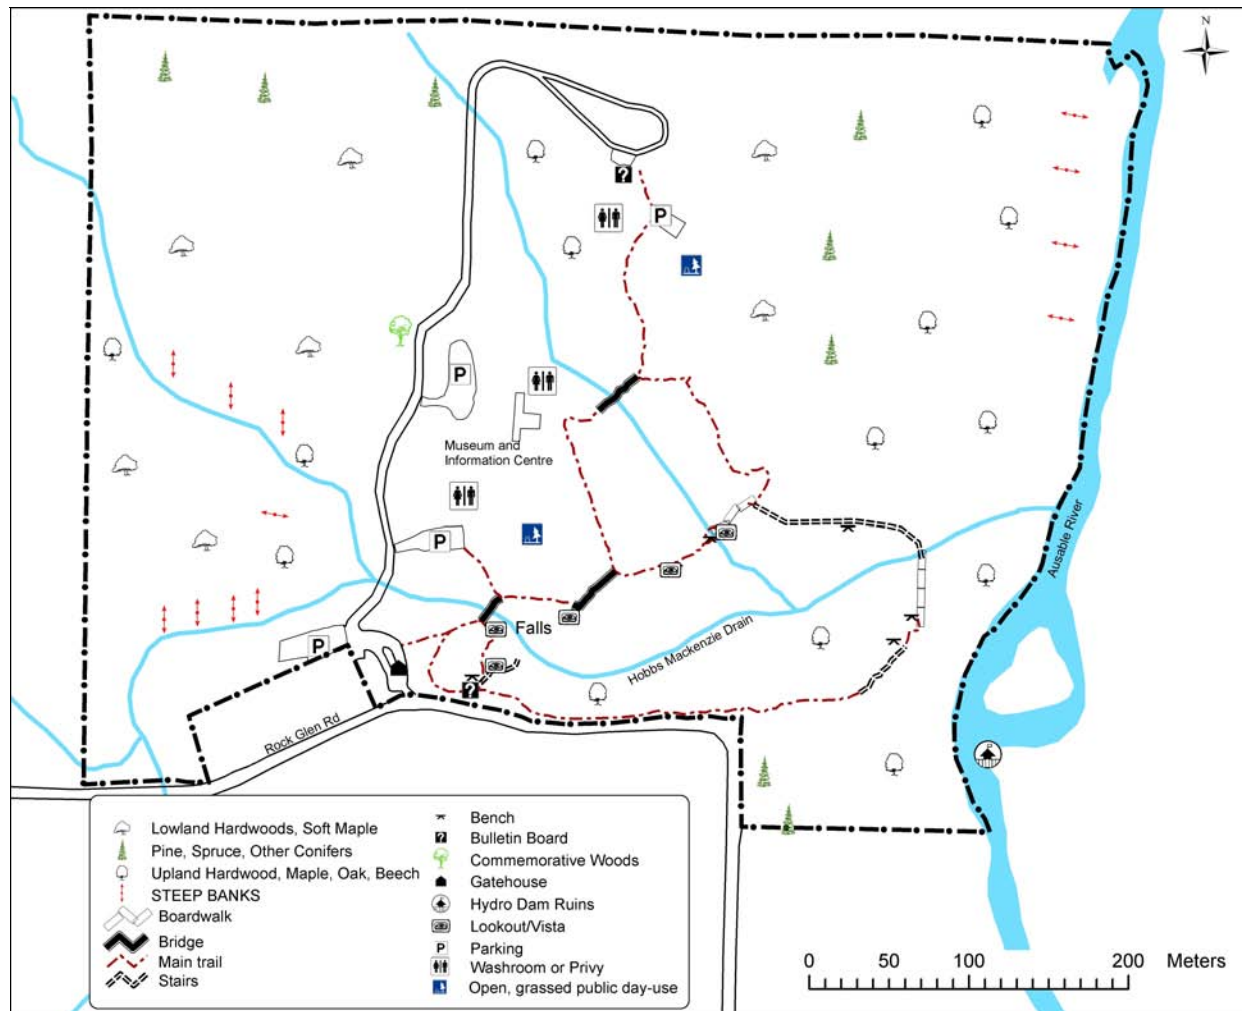 N
?
P
P
Museum and
Information Centre
P
Falls
P
?
Hobbs Mackenzie Drain
Ausable River
Rock Glen Rd
Lowland Hardwoods, Soft Maple
Pine, Spruce, Other Conifers
Upland Hardwood, Maple, Oak, Beech
STEEP BANKS
Boardwalk
Bridge
Main trail
Stairs
Bench
? Bulletin Board
Commemorative Woods
Gatehouse
Hydro Dam Ruins
Lookout/Vista
P Parking
Washroom or Privy
Open, grassed public day-use
0 50 100 200 Meters